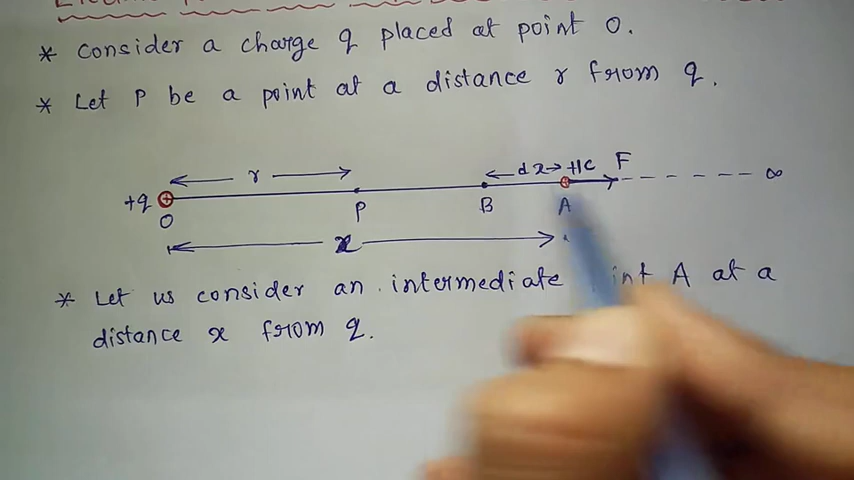 * Consider a charge q placed at point O.
* Let P be a point at a distance r from q.
r
dx +1C F
+q ∞
O P B A
x
* Let us consider an intermediate A at a
distance x from q.